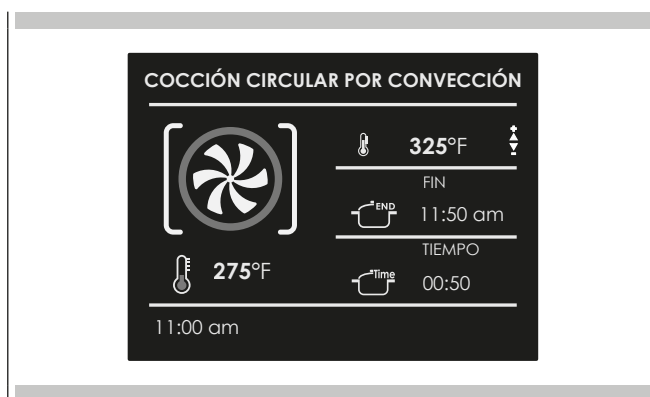 COCCIÓN CIRCULAR POR CONVECCIÓN
325°F
FIN
END
11:50 am
TIEMPO
Time
00:50
275°F
11:00 am